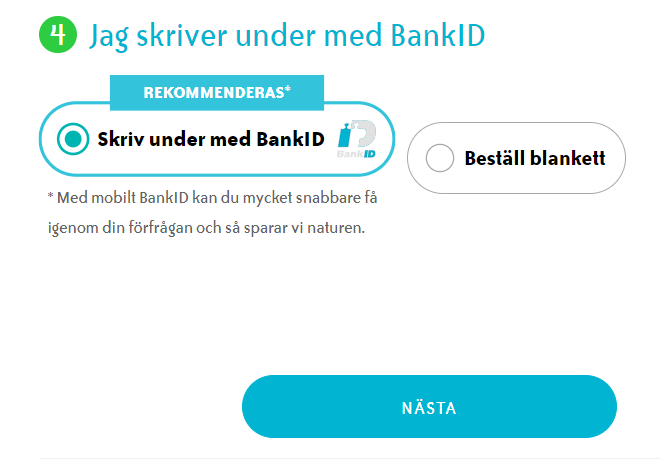 4 Jag skriver under med BankID
REKOMMENDERAS*
Skriv under med BankID
BankID
Beställ blankett
* Med mobilt BankID kan du mycket snabbare få
igenom din förfrågan och så sparar vi naturen.
NÄSTA